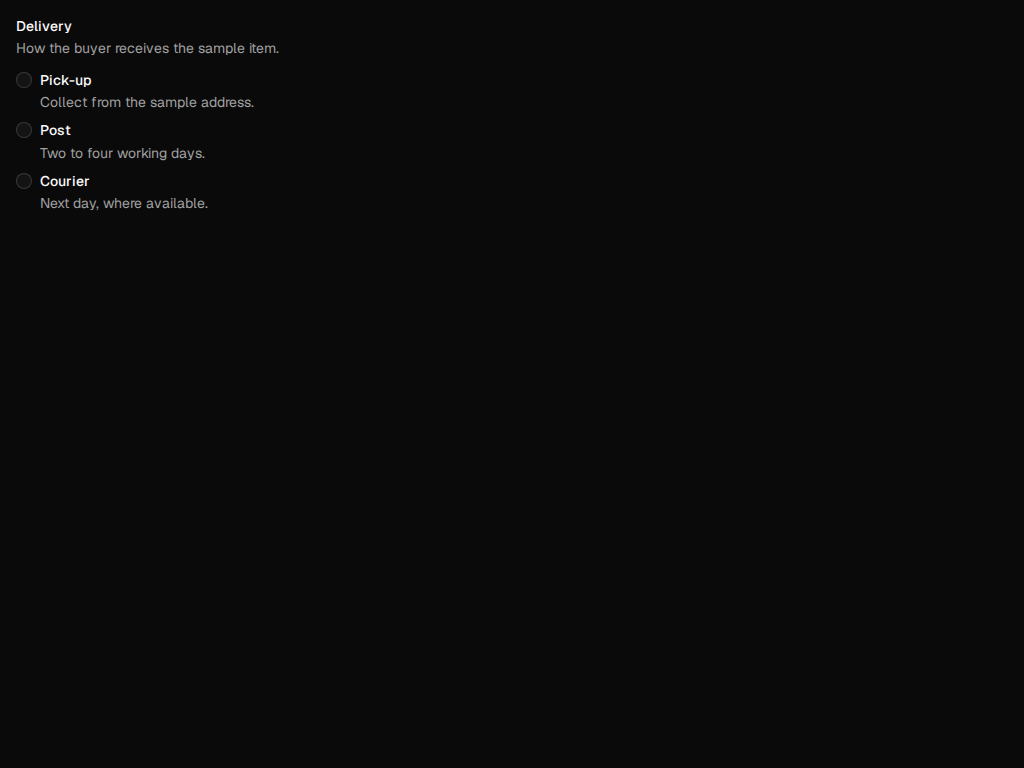 Delivery
How the buyer receives the sample item.
Pick-up
Collect from the sample address.
Post
Two to four working days.
Courier
Next day, where available.